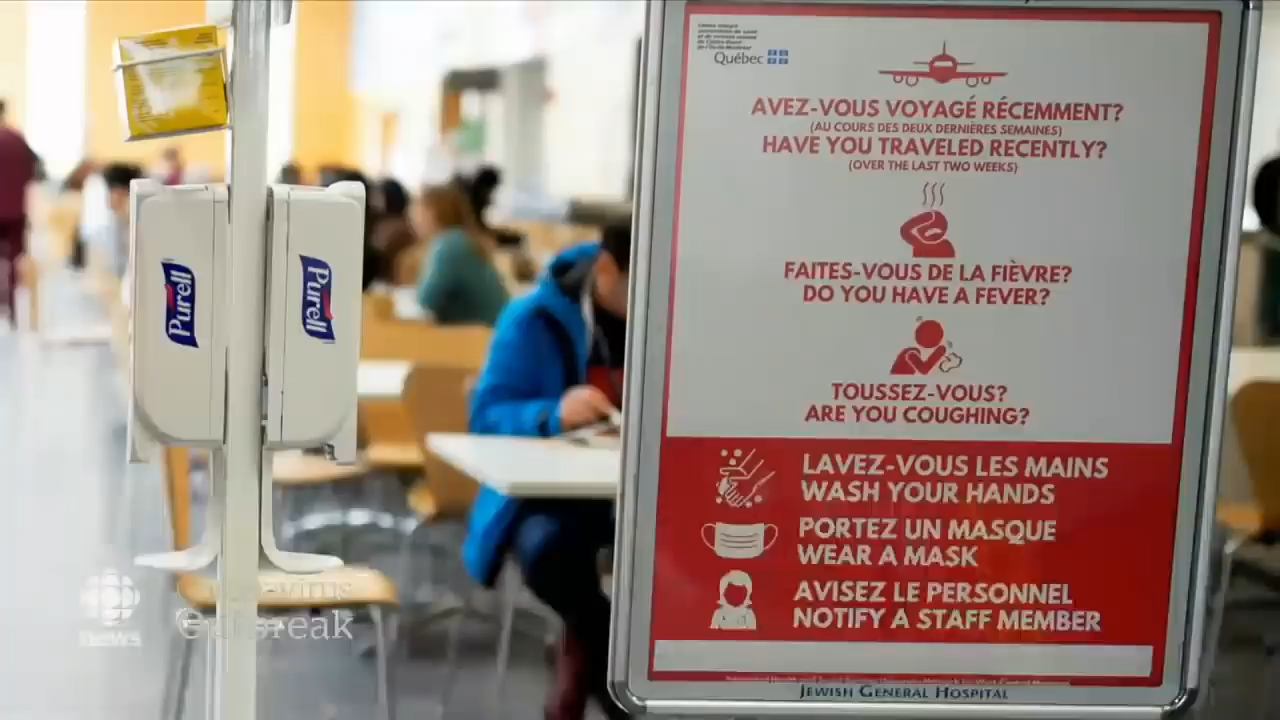 Québec
AVEZ-VOUS VOYAGÉ RÉCEMMENT?
(AU COURS DES DEUX DERNIÈRES SEMAINES)
HAVE YOU TRAVELED RECENTLY?
(OVER THE LAST TWO WEEKS)
FAITES-VOUS DE LA FIÈVRE?
DO YOU HAVE A FEVER?
TOUSSEZ-VOUS?
ARE YOU COUGHING?
LAVEZ-VOUS LES MAINS
WASH YOUR HANDS
PORTEZ UN MASQUE
WEAR A MASK
AVISEZ LE PERSONNEL
NOTIFY A STAFF MEMBER
JEWISH GENERAL HOSPITAL
Purell
Purell
news